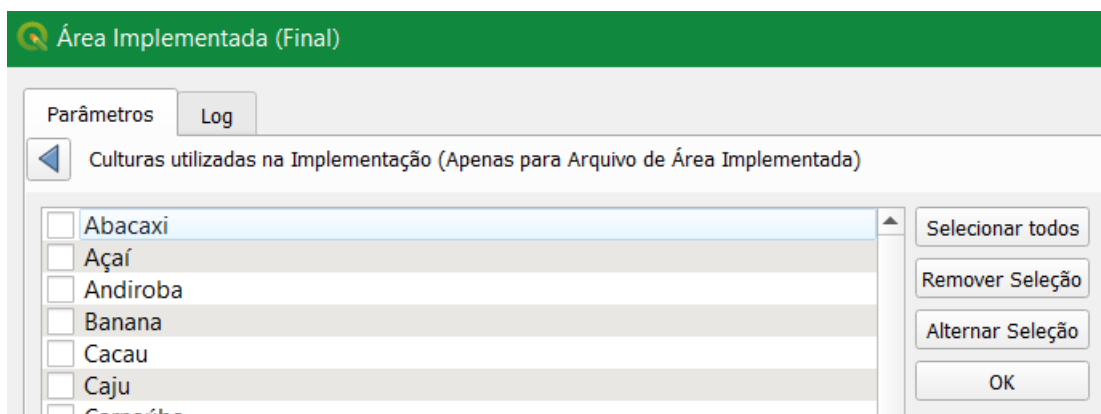 Área Implementada (Final)
Parâmetros
Log
Culturas utilizadas na Implementação (Apenas para Arquivo de Área Implementada)
Abacaxi
Açaí
Andiroba
Banana
Cacau
Caju
Selecionar todos
Remover Seleção
Alternar Seleção
OK